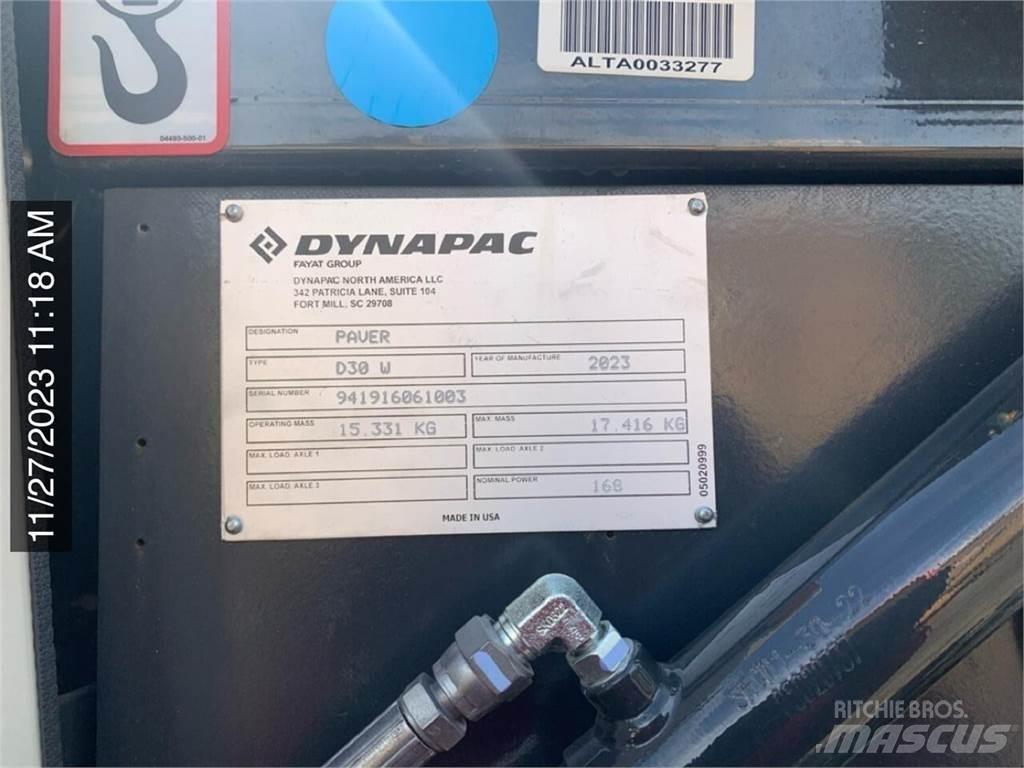 04493-500-01
ALTA0033277
11/27/2023 11:18 AM
DYNAPAC
FAYAT GROUP
DYNAPAC NORTH AMERICA LLC
342 PATRICIA LANE, SUITE 104
FORT MILL, SC 29708
DESIGNATION PAVER
TYPE D30 W YEAR OF MANUFACTURE 2023
SERIAL NUMBER 941916061003
OPERATING MASS 15.331 KG MAX. MASS 17.416 KG
MAX. LOAD. AXLE 1 MAX. LOAD. AXLE 2
MAX. LOAD. AXLE 3 NOMINAL POWER 168
05020999
MADE IN USA
RITCHIE BROS.
MASCUS